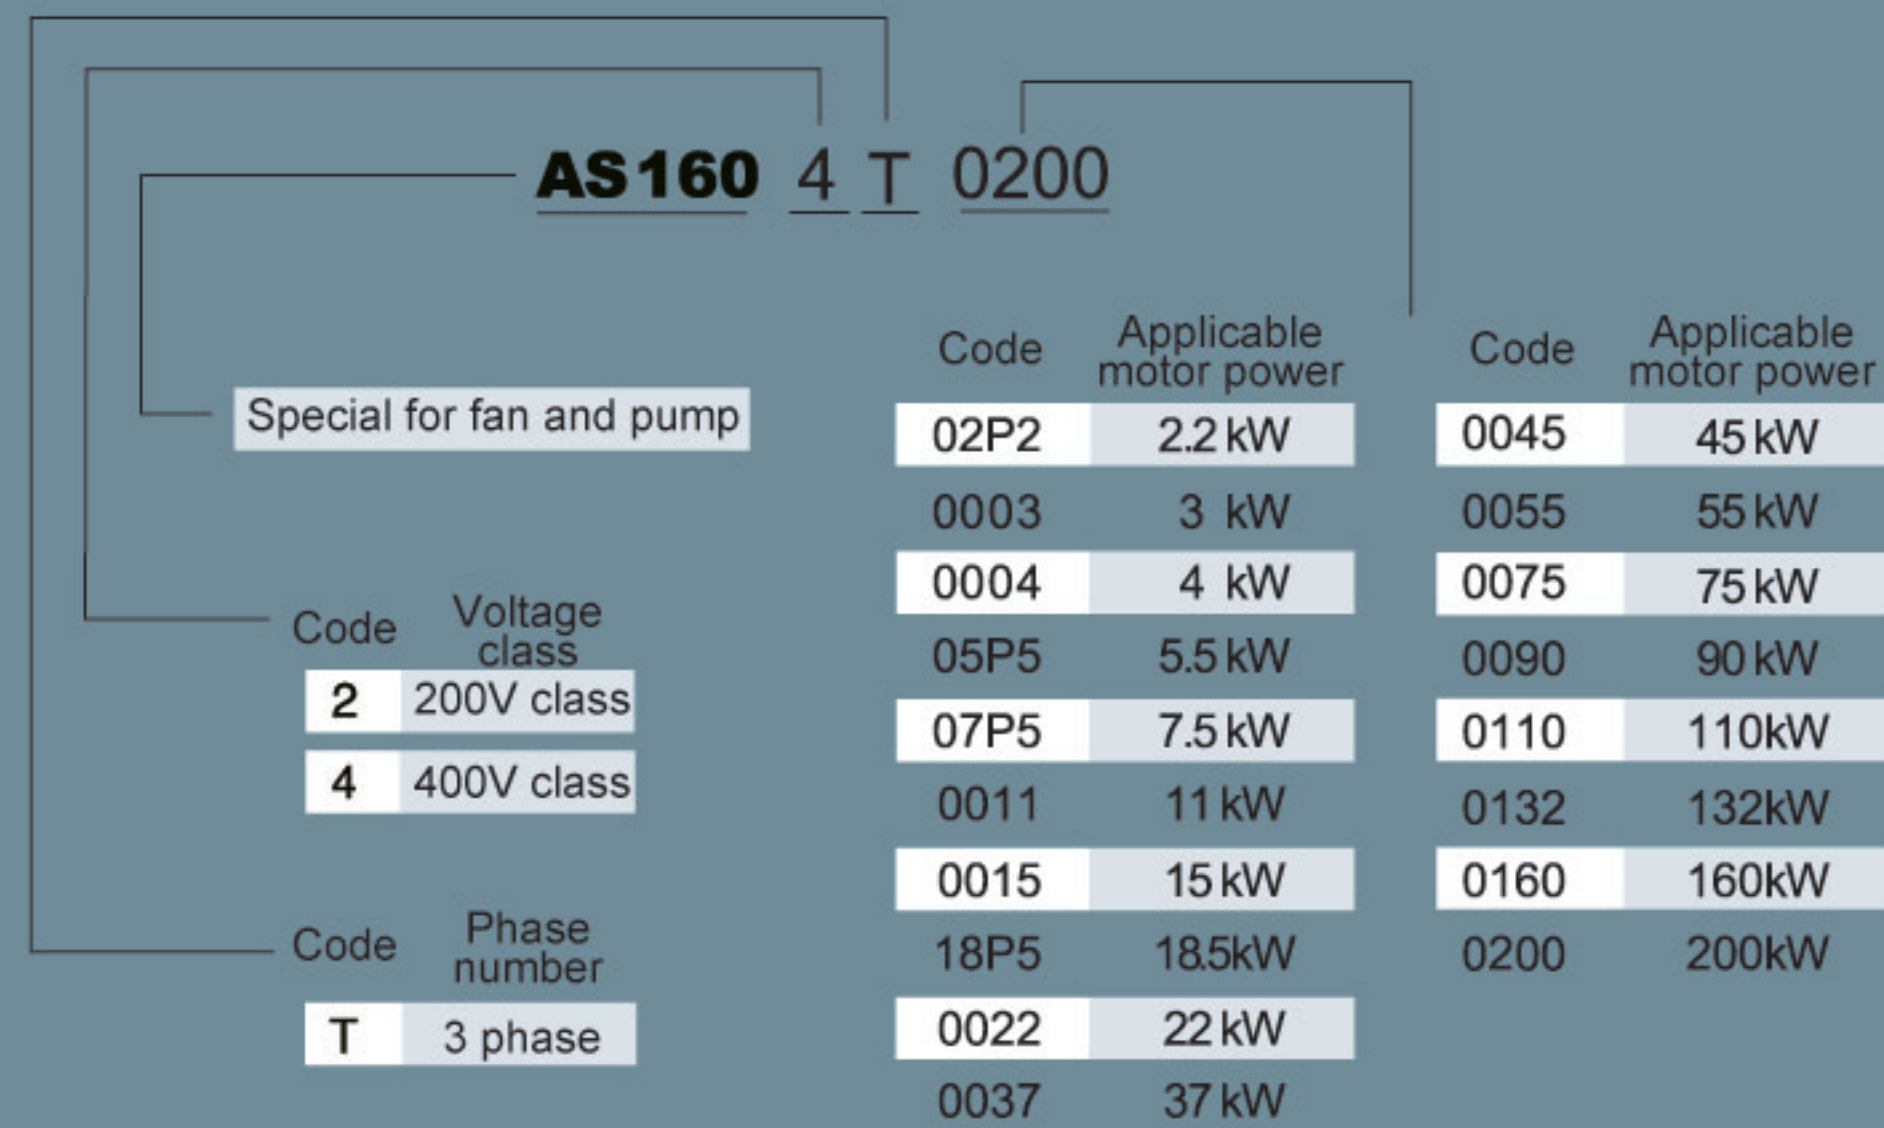 AS160 4 T 0200
Special for fan and pump
Code Voltage class
2 200V class
4 400V class
Code Phase number
T 3 phase
Code Applicable motor power
02P2 2.2 kW
0003 3 kW
0004 4 kW
05P5 5.5 kW
07P5 7.5 kW
0011 11 kW
0015 15 kW
18P5 18.5kW
0022 22 kW
0037 37 kW
Code Applicable motor power
0045 45 kW
0055 55 kW
0075 75 kW
0090 90 kW
0110 110kW
0132 132kW
0160 160kW
0200 200kW